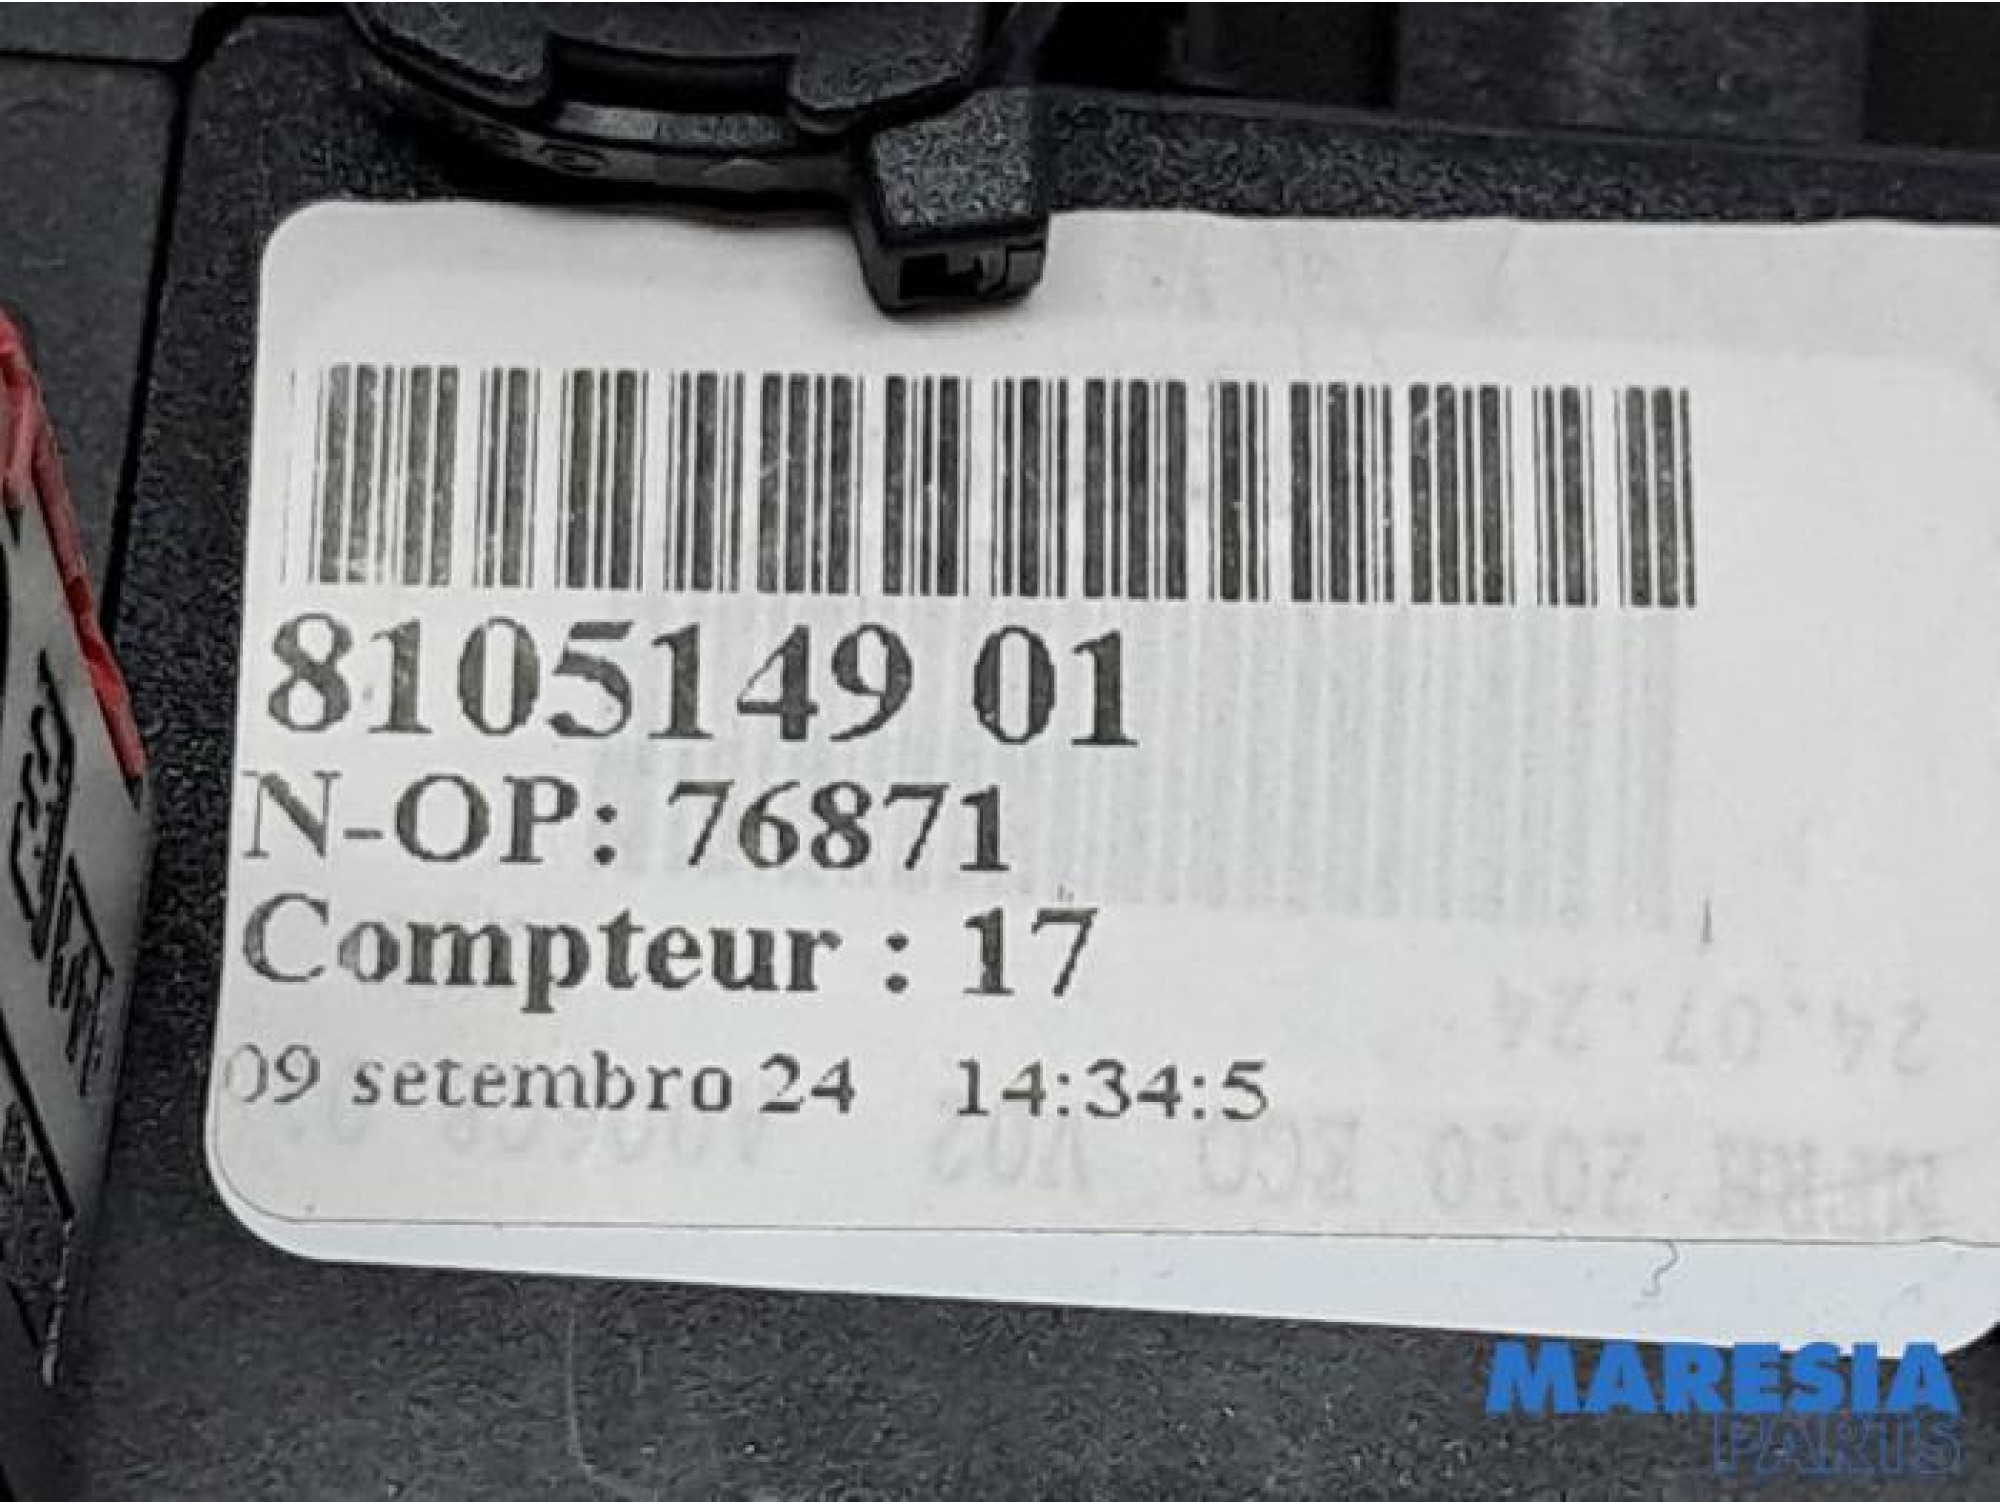 8105149 01
N-OP: 76871
Compteur : 17
09 setembro 24 14:34:5
MARESIA
PARTS